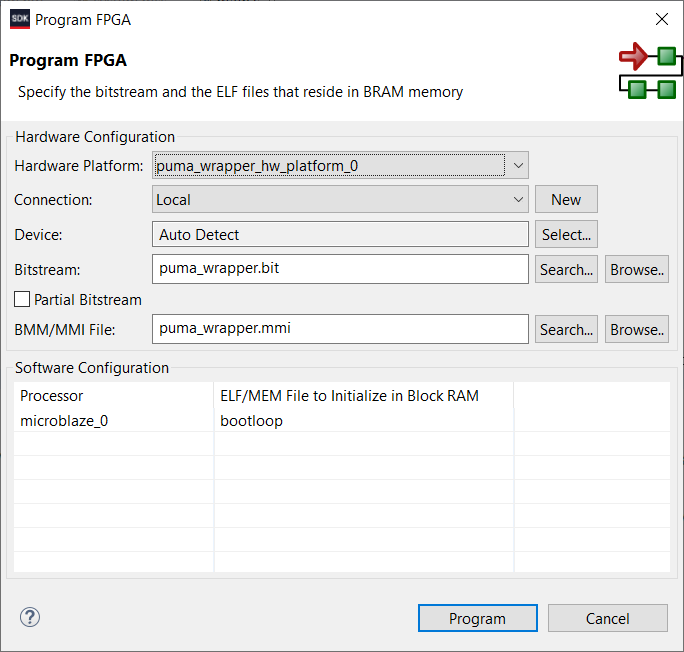 SDK Program FPGA
Program FPGA
Specify the bitstream and the ELF files that reside in BRAM memory
Hardware Configuration
Hardware Platform: puma_wrapper_hw_platform_0
Connection: Local New
Device: Auto Detect Select...
Bitstream: puma_wrapper.bit Search... Browse..
Partial Bitstream
BMM/MMI File: puma_wrapper.mmi Search... Browse..
Software Configuration
Processor ELF/MEM File to Initialize in Block RAM
microblaze_0 bootloop
? Program Cancel